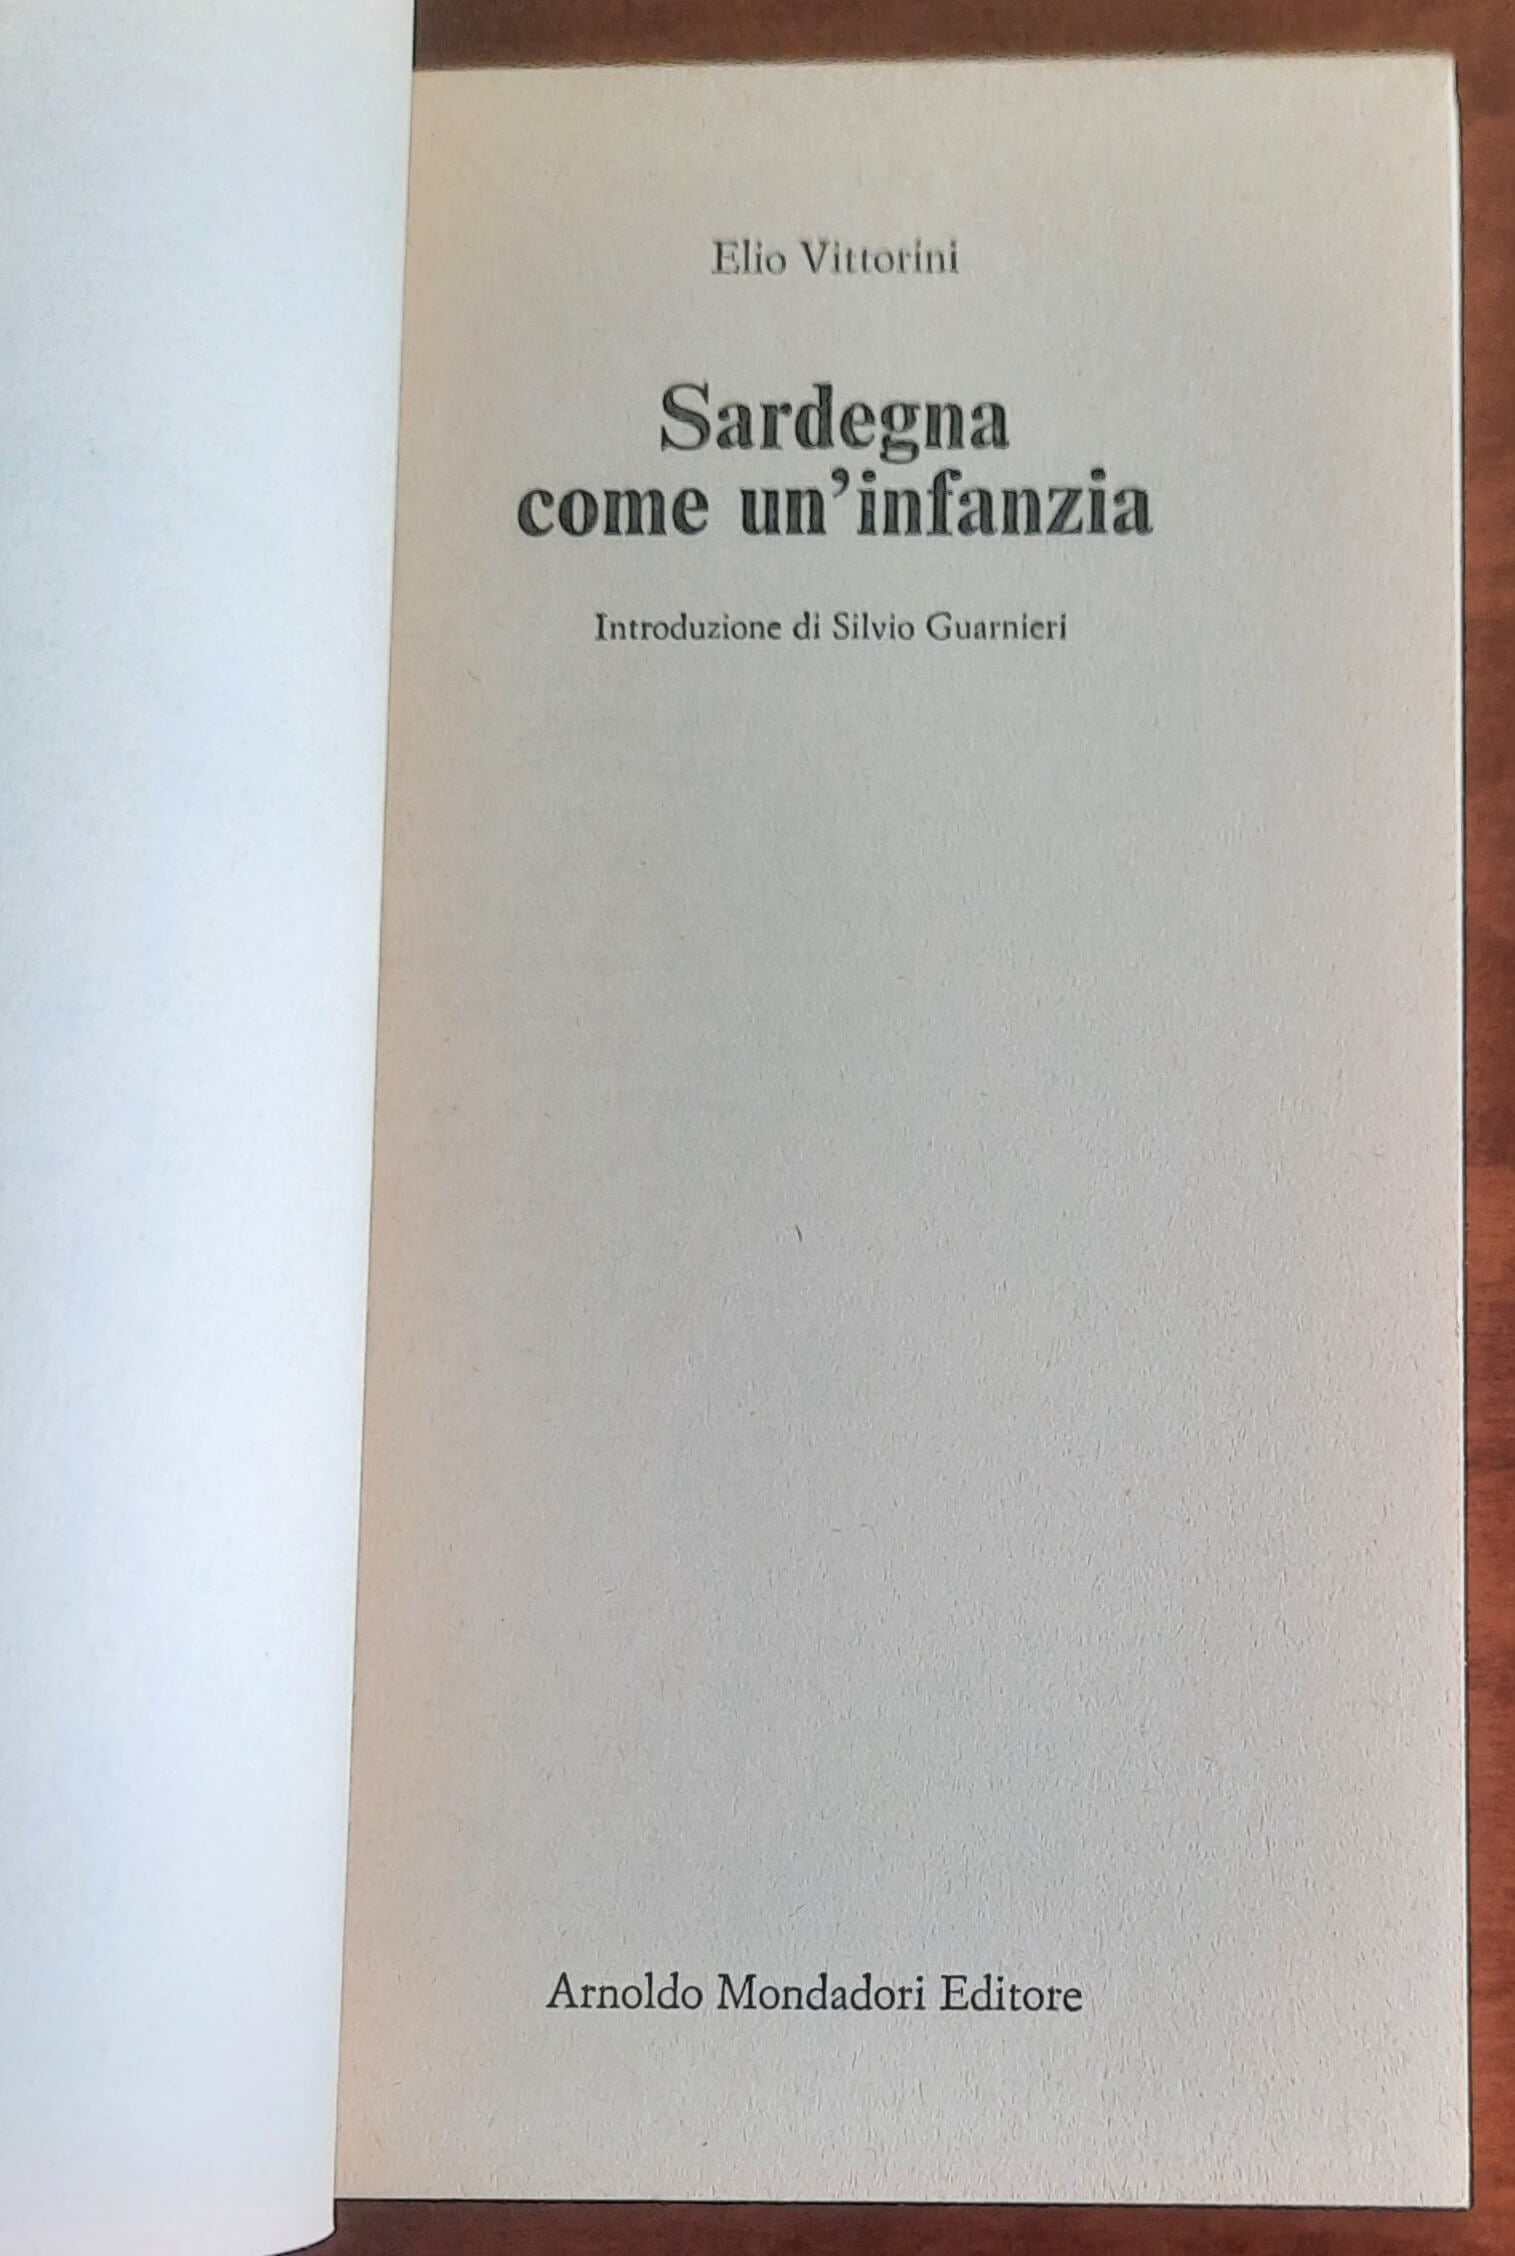 Elio Vittorini
Sardegna
come un'infanzia
Introduzione di Silvio Guarnieri
Arnoldo Mondadori Editore